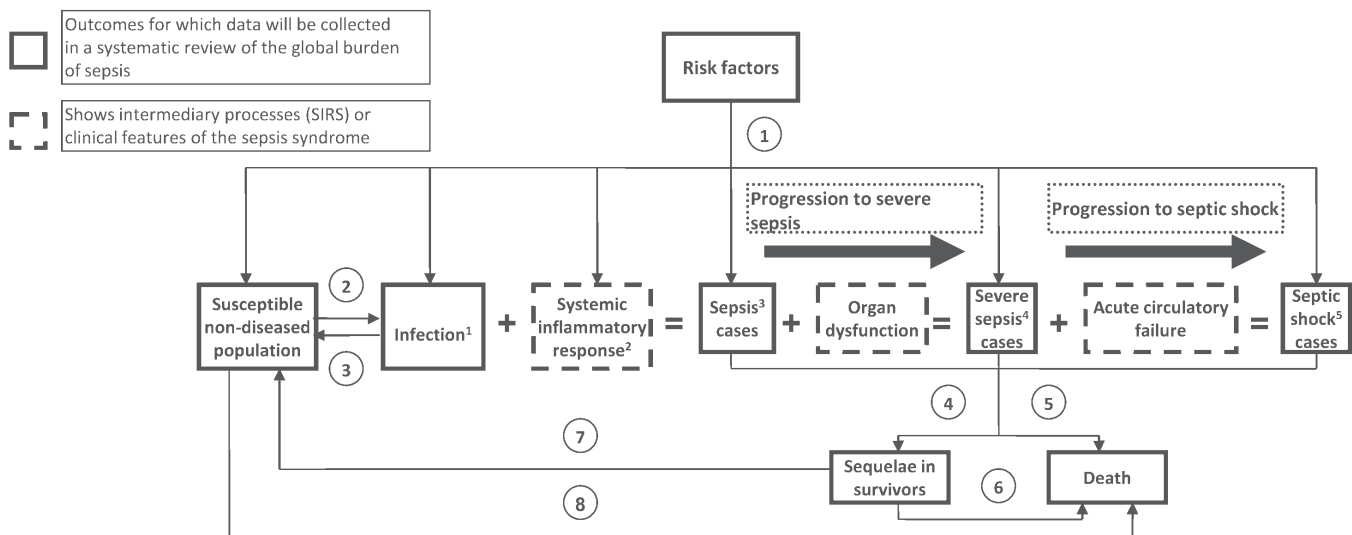 Outcomes for which data will be collected
in a systematic review of the global burden
of sepsis
Shows intermediary processes (SIRS) or
clinical features of the sepsis syndrome
Risk factors
1
Progression to severe
sepsis
Progression to septic shock
Susceptible
non-diseased
population
2
3
Infection¹
+
Systemic
inflammatory
response²
=
Sepsis³
cases
+
Organ
dysfunction
=
Severe
sepsis⁴
cases
+
Acute circulatory
failure
=
Septic
shock⁵
cases
4
5
7
Sequelae in
survivors
6
Death
8